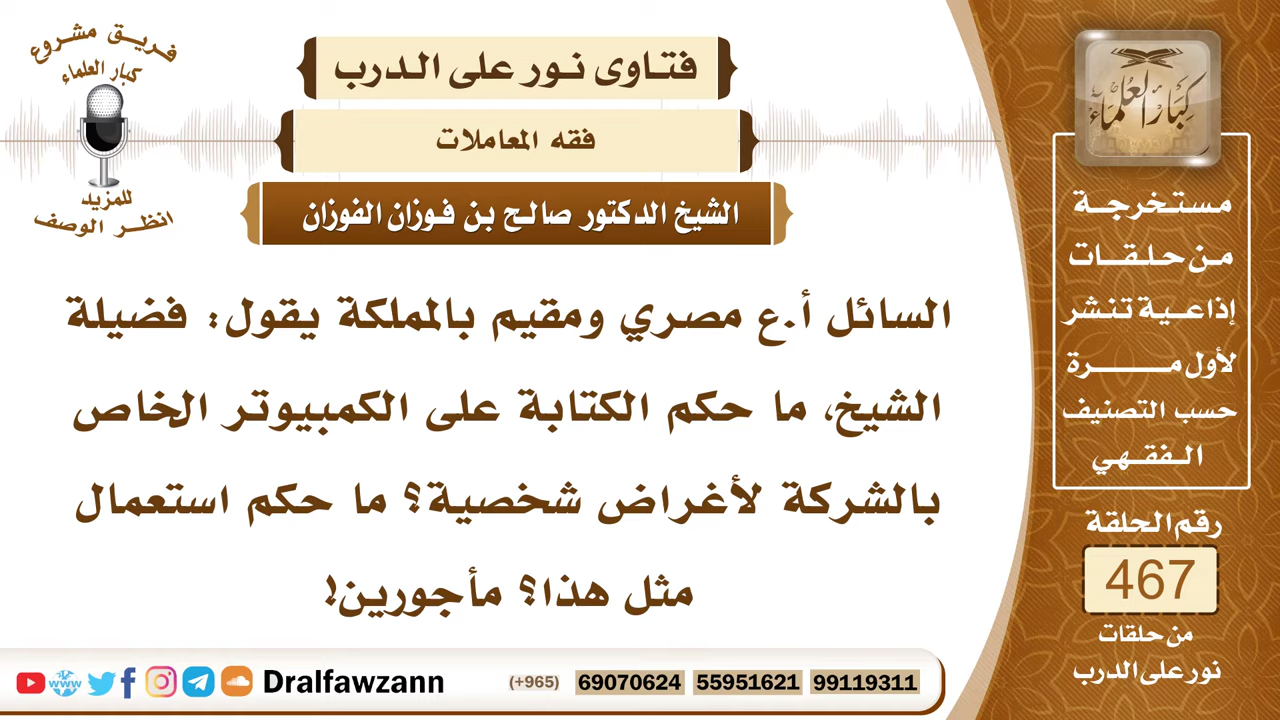 فريق مشروع
كبار العلماء
للمزيد
انظر الوصف
فتاوى نور على الدرب
فقه المعاملات
الشيخ الدكتور صالح بن فوزان الفوزان
السائل أ.ع مصري ومقيم بالمملكة يقول: فضيلة
الشيخ، ما حكم الكتابة على الكمبيوتر الخاص
بالشركة لأغراض شخصية؟ ما حكم استعمال
مثل هذا؟ مأجورين!
كبار العلماء
مستخرجة
من حلقات
إذاعية تنشر
لأول مرة
حسب التصنيف
الفقهي
رقم الحلقة
467
من حلقات
نور على الدرب
www
Dralfawzann
(+965) 69070624 55951621 99119311